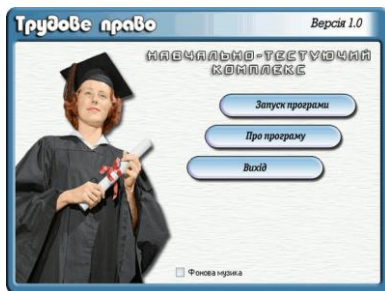 Трудове право
Версія 1.0
НАВЧАЛЬНО-ТЕСТУЮЧИЙ
КОМПЛЕКС
Запуск програми
Про програму
Вихід
Фонова музика